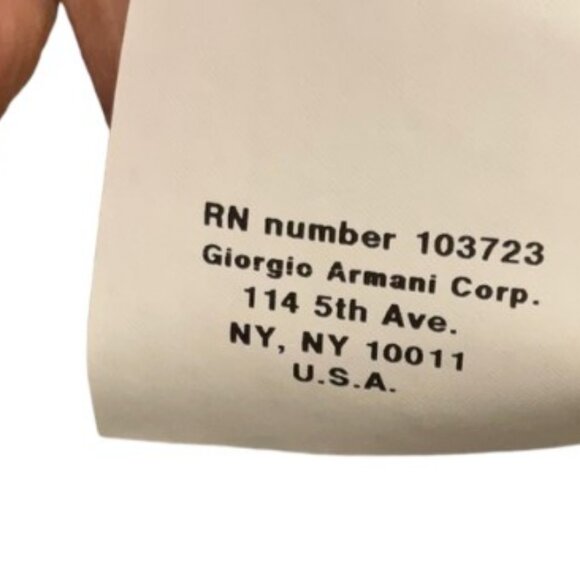 RN number 103723
Giorgio Armani Corp.
114 5th Ave.
NY, NY 10011
U.S.A.